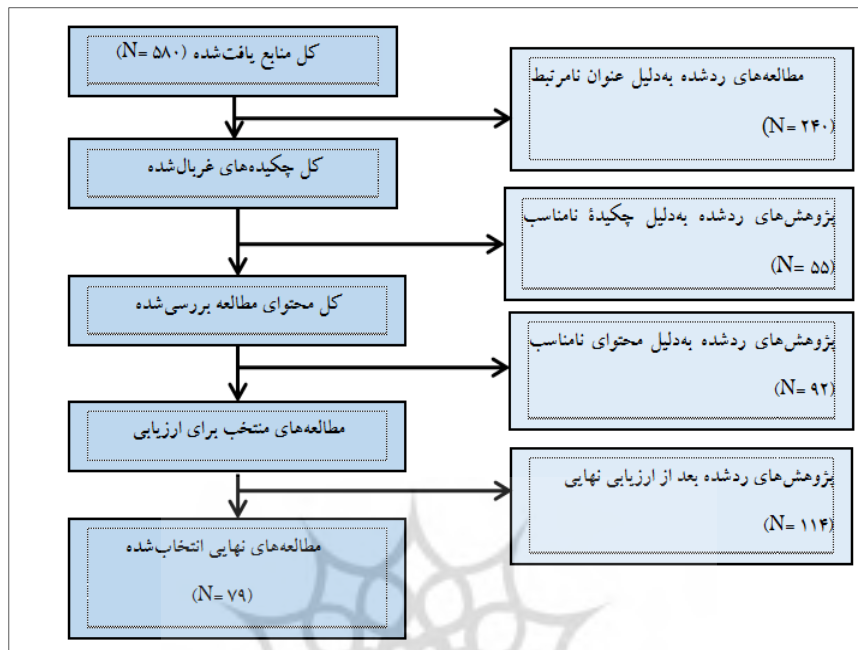 کل منابع یافت‌شده (N= ۵۸۰)
مطالعه‌های ردشده به‌دلیل عنوان نامرتبط
(N= ۲۴۰)
کل چکیده‌های غربال‌شده
پژوهش‌های ردشده به‌دلیل چکیدۀ نامناسب
(N= ۵۵)
کل محتوای مطالعه بررسی‌شده
پژوهش‌های ردشده به‌دلیل محتوای نامناسب
(N= ۹۲)
مطالعه‌های منتخب برای ارزیابی
پژوهش‌های ردشده بعد از ارزیابی نهایی
(N= ۱۱۴)
مطالعه‌های نهایی انتخاب‌شده
(N= ۷۹)